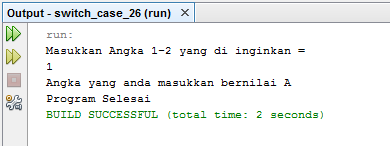 Output - switch_case_26 (run)
run:
Masukkan Angka 1-2 yang di inginkan =
1
Angka yang anda masukkan bernilai A
Program Selesai
BUILD SUCCESSFUL (total time: 2 seconds)